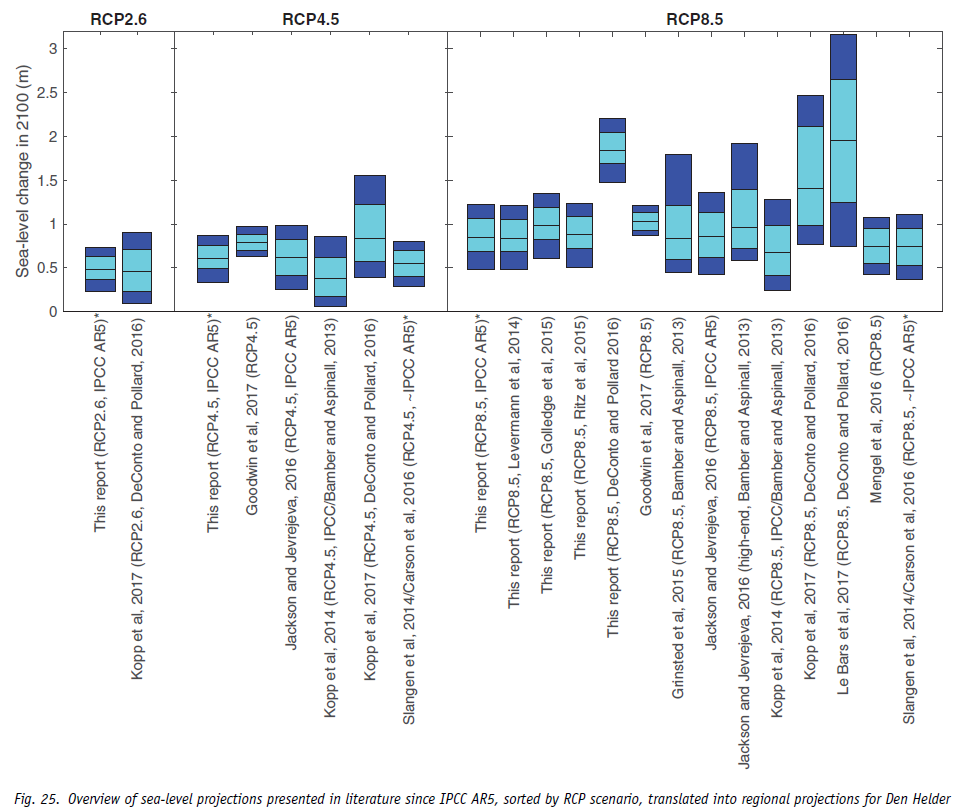 RCP2.6
RCP4.5
RCP8.5
Sea-level change in 2100 (m)
3
2.5
2
1.5
1
0.5
0
This report (RCP2.6, IPCC AR5)*
Kopp et al, 2017 (RCP2.6, DeConto and Pollard, 2016)
This report (RCP4.5, IPCC AR5)*
Goodwin et al, 2017 (RCP4.5)
Jackson and Jevrejeva, 2016 (RCP4.5, IPCC AR5)
Kopp et al, 2014 (RCP4.5, IPCC/Bamber and Aspinall, 2013)
Kopp et al, 2017 (RCP4.5, DeConto and Pollard, 2016)
Slangen et al, 2014/Carson et al, 2016 (RCP4.5, ~IPCC AR5)*
This report (RCP8.5, IPCC AR5)*
This report (RCP8.5, Levermann et al, 2014)
This report (RCP8.5, Golledge et al, 2015)
This report (RCP8.5, Ritz et al, 2015)
This report (RCP8.5, DeConto and Pollard 2016)
Goodwin et al, 2017 (RCP8.5)
Grinsted et al, 2015 (RCP8.5, Bamber and Aspinall, 2013)
Jackson and Jevrejeva, 2016 (RCP8.5, IPCC AR5)
Jackson and Jevrejeva, 2016 (high-end, Bamber and Aspinall, 2013)
Kopp et al, 2014 (RCP8.5, IPCC/Bamber and Aspinall, 2013)
Kopp et al, 2017 (RCP8.5, DeConto and Pollard, 2016)
Le Bars et al, 2017 (RCP8.5, DeConto and Pollard, 2016)
Mengel et al, 2016 (RCP8.5)
Slangen et al, 2014/Carson et al, 2016 (RCP8.5, ~IPCC AR5)*
Fig. 25. Overview of sea-level projections presented in literature since IPCC AR5, sorted by RCP scenario, translated into regional projections for Den Helder